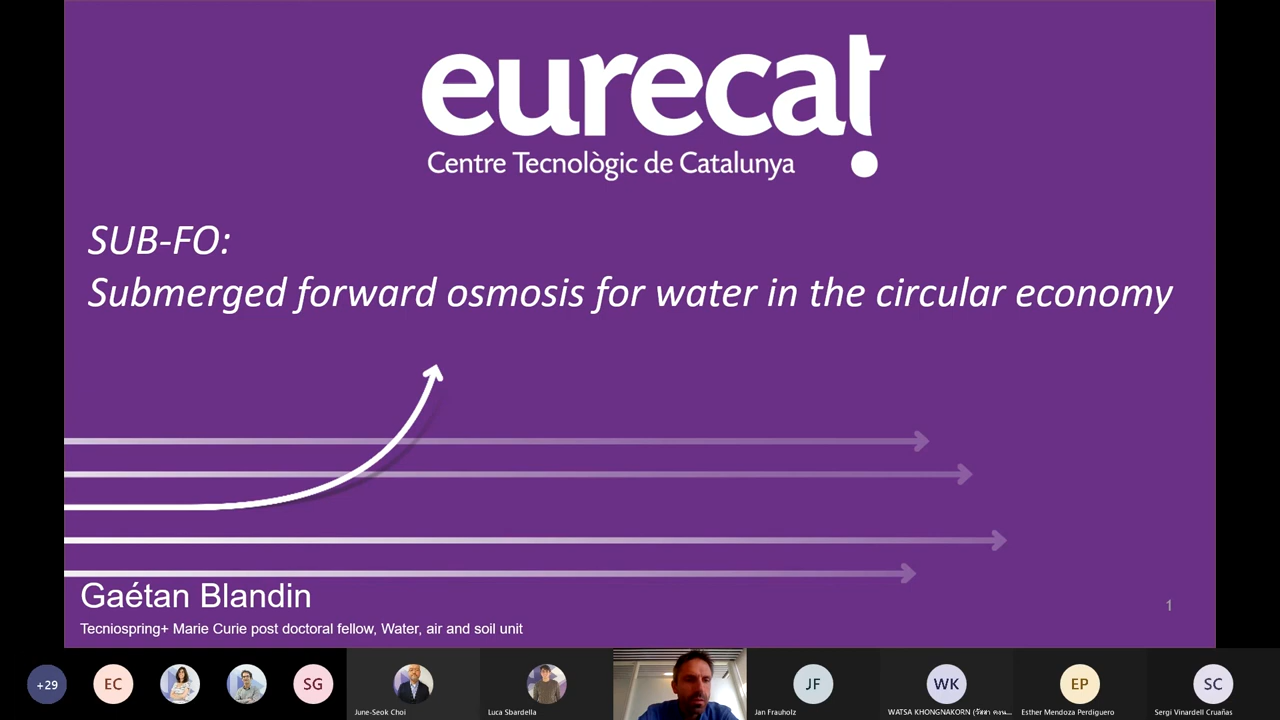 eurecat
Centre Tecnològic de Catalunya
SUB-FO:
Submerged forward osmosis for water in the circular economy
Gaétan Blandin
Tecniospring+ Marie Curie post doctoral fellow, Water, air and soil unit
1
+29
EC
SG
JF
WK
EP
SC
June-Seok Choi
Luca Sbardella
Jan Frauholz
WATSA KHONGNAKORN
Esther Mendoza Perdiguero
Sergi Vinardell Cruañas